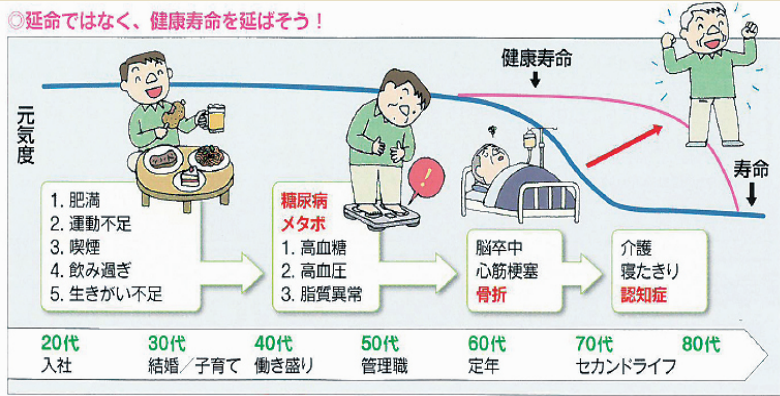 ◎延命ではなく、健康寿命を延ばそう！
元気度
健康寿命
寿命
1. 肥満
2. 運動不足
3. 喫煙
4. 飲み過ぎ
5. 生きがい不足
糖尿病
メタボ
1. 高血糖
2. 高血圧
3. 脂質異常
!
脳卒中
心筋梗塞
骨折
介護
寝たきり
認知症
20代
入社
30代
結婚／子育て
40代
働き盛り
50代
管理職
60代
定年
70代
セカンドライフ
80代